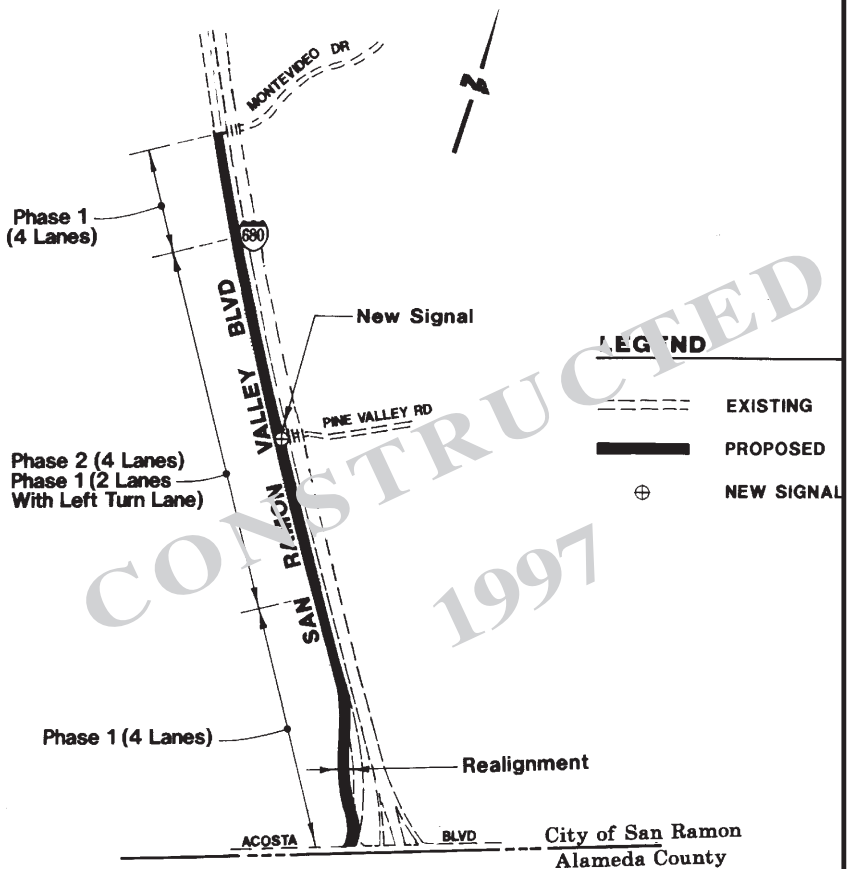 MONTEVIDEO DR
N
Phase 1
(4 Lanes)
680
SAN RAMON VALLEY BLVD
New Signal
PINE VALLEY RD
LEGEND
EXISTING
PROPOSED
NEW SIGNAL
Phase 2 (4 Lanes)
Phase 1 (2 Lanes
With Left Turn Lane)
CONSTRUCTED
1997
Phase 1 (4 Lanes)
Realignment
ACOSTA BLVD
City of San Ramon
Alameda County